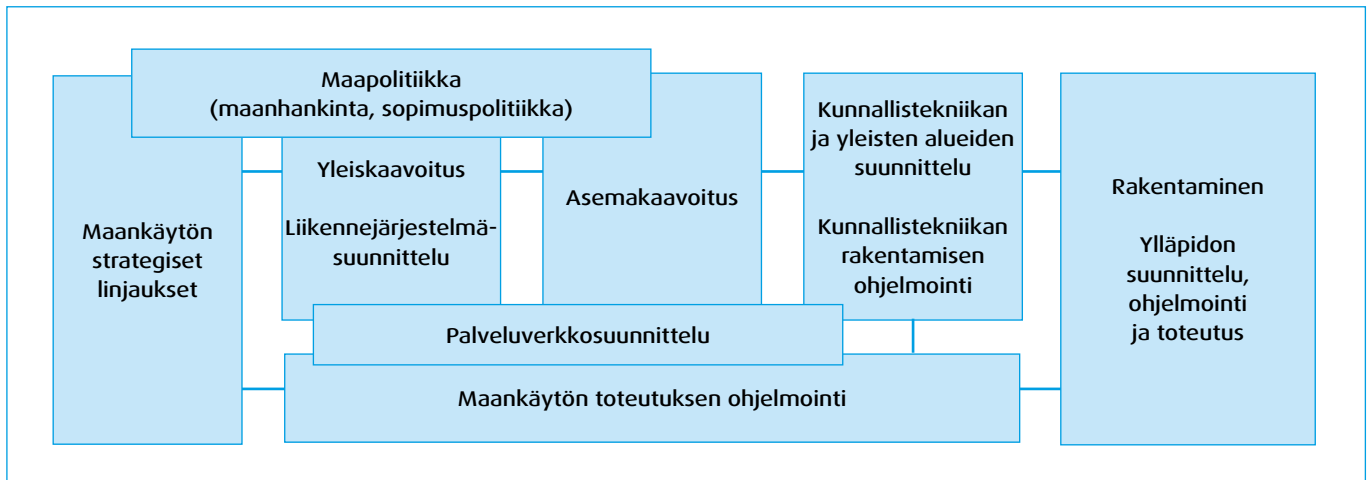 Maapolitiikka
(maanhankinta, sopimuspolitiikka)
Maankäytön
strategiset
linjaukset
Yleiskaavoitus
Liikennejärjestelmä-
suunnittelu
Asemakaavoitus
Kunnallistekniikan
ja yleisten alueiden
suunnittelu
Kunnallistekniikan
rakentamisen
ohjelmointi
Rakentaminen
Ylläpidon
suunnittelu,
ohjelmointi
ja toteutus
Palveluverkkosuunnittelu
Maankäytön toteutuksen ohjelmointi